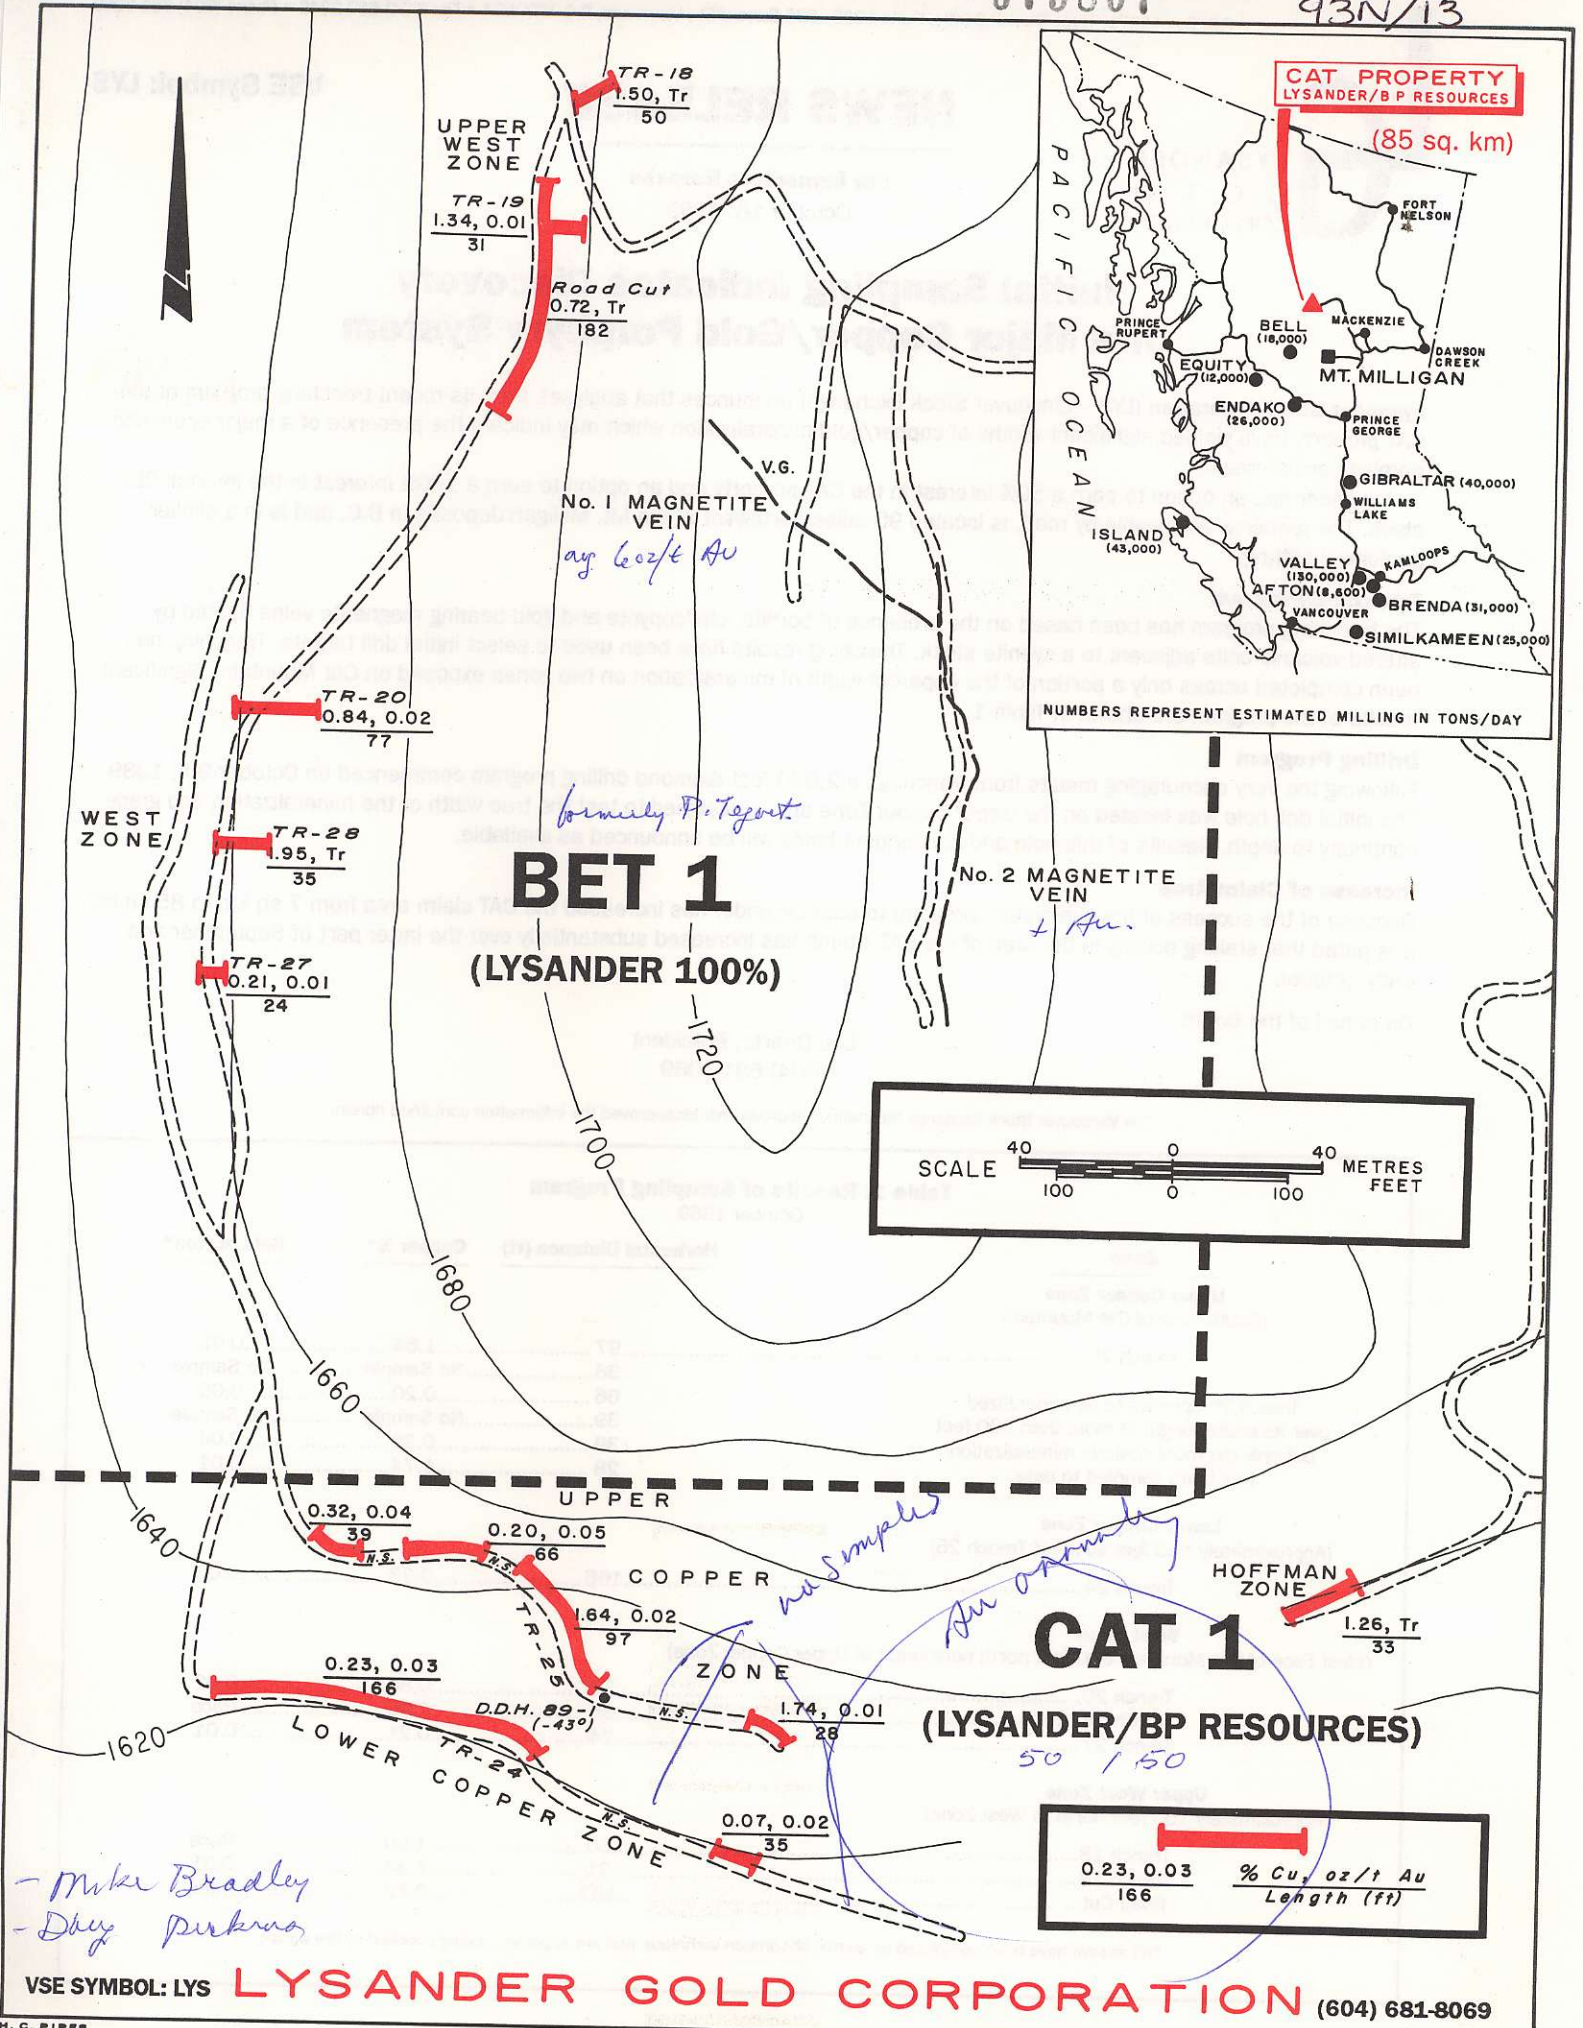 93N/13
CAT PROPERTY
LYSANDER/B P RESOURCES
(85 sq. km)
PACIFIC OCEAN
FORT NELSON
PRINCE RUPERT
BELL
(18,000)
MACKENZIE
DAWSON CREEK
EQUITY
(12,000)
MT. MILLIGAN
ENDAKO
(26,000)
PRINCE GEORGE
GIBRALTAR (40,000)
WILLIAMS LAKE
ISLAND
(43,000)
VALLEY
(130,000)
KAMLOOPS
AFTON (8,600)
BRENDA (31,000)
VANCOUVER
SIMILKAMEEN (25,000)
NUMBERS REPRESENT ESTIMATED MILLING IN TONS/DAY
TR-18
1.50, Tr
50
UPPER
WEST
ZONE
TR-19
1.34, 0.01
31
Road Cut
0.72, Tr
182
V.G.
No. 1 MAGNETITE
VEIN
oz/t Au
TR-20
0.84, 0.02
77
WEST
ZONE
TR-28
1.95, Tr
35
formerly P. Tegart.
BET 1
(LYSANDER 100%)
No. 2 MAGNETITE
VEIN
± Au.
TR-27
0.21, 0.01
24
1720
1700
1680
1660
1640
1620
SCALE
40 0 40 METRES
100 0 100 FEET
UPPER
COPPER
ZONE
0.32, 0.04
39
N.S.
0.20, 0.05
66
N.S.
1.64, 0.02
97
TR-25
no samples
Au anomaly
HOFFMAN
ZONE
1.26, Tr
33
CAT 1
(LYSANDER/BP RESOURCES)
50 / 50
0.23, 0.03
166
D.D.H. 89-1
(-43°)
N.S.
1.74, 0.01
28
LOWER COPPER ZONE
TR-24
N.S.
0.07, 0.02
35
0.23, 0.03
166
% Cu, oz/t Au
Length (ft)
- Mike Bradley
VSE SYMBOL: LYS
LYSANDER GOLD CORPORATION
(604) 681-8069